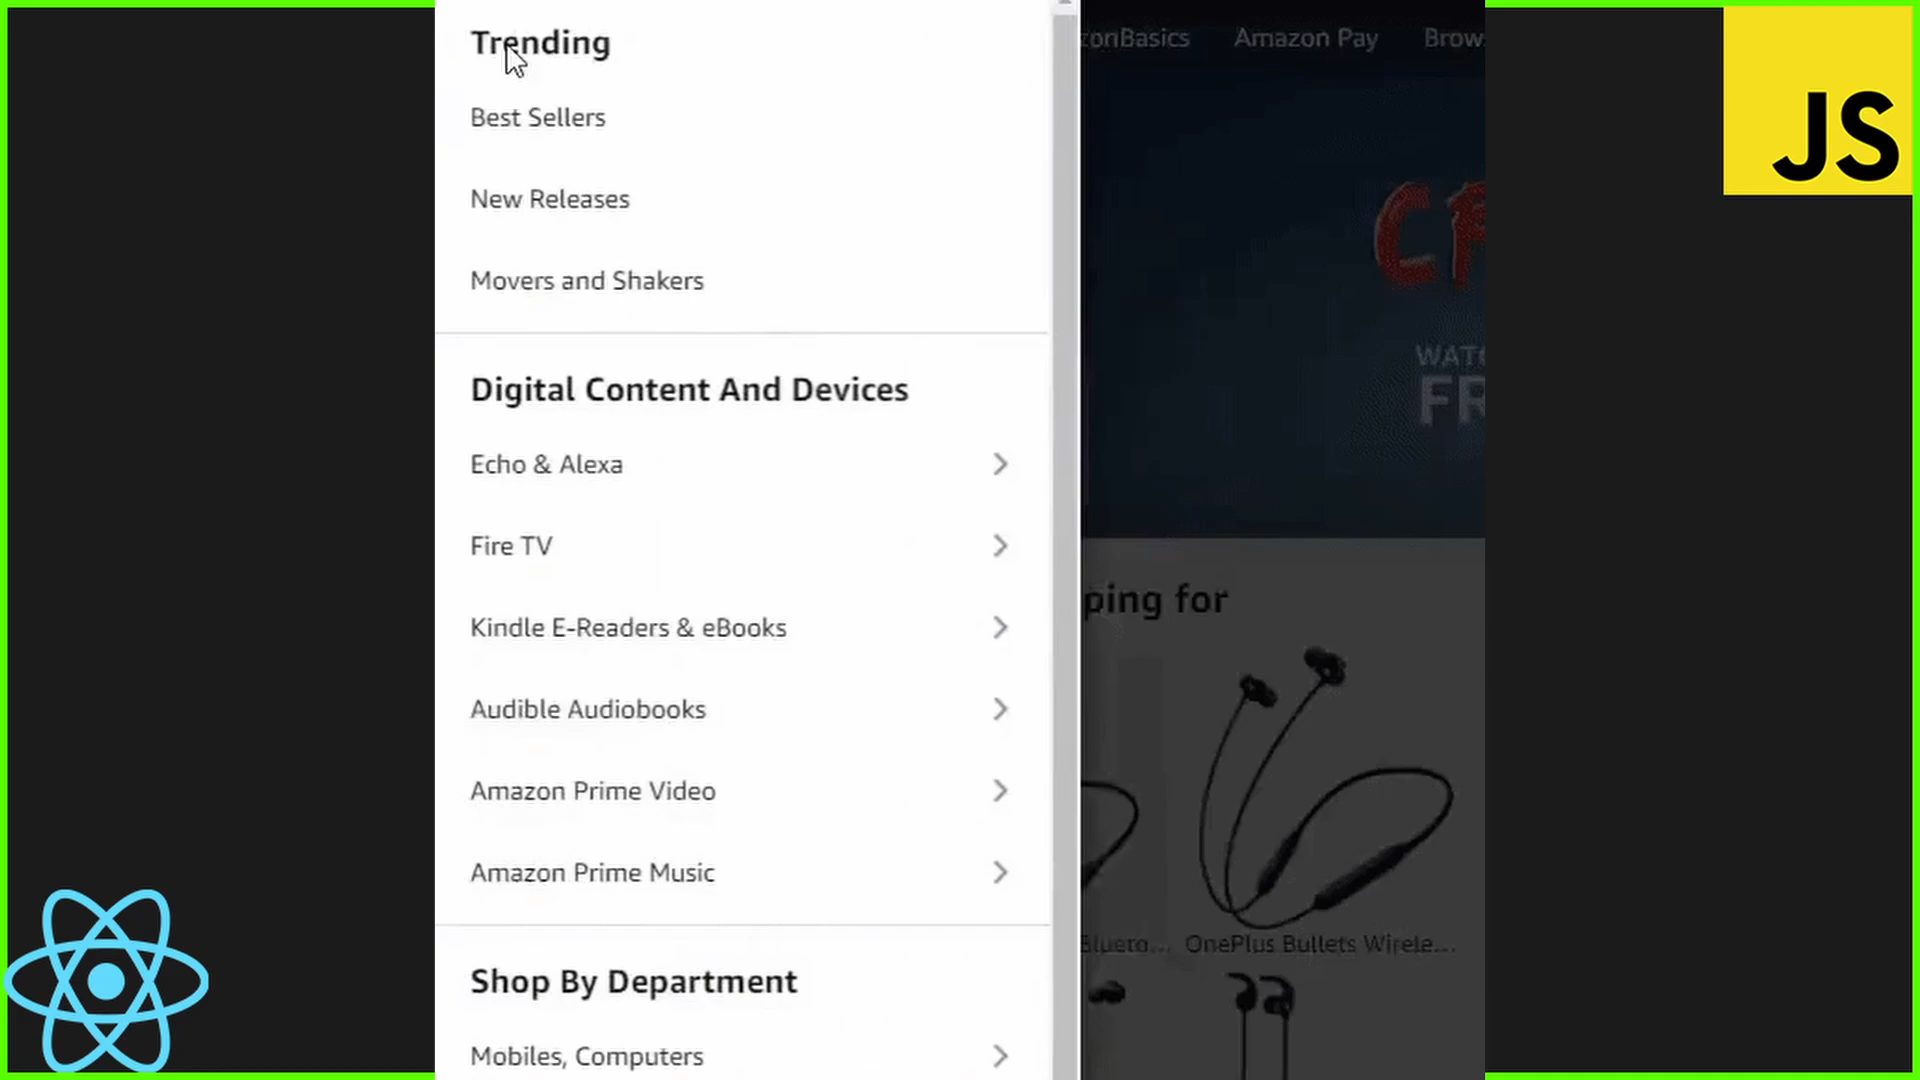 Trending
Best Sellers
New Releases
Movers and Shakers
Digital Content And Devices
Echo & Alexa
Fire TV
Kindle E-Readers & eBooks
Audible Audiobooks
Amazon Prime Video
Amazon Prime Music
Shop By Department
Mobiles, Computers
Amazon Pay
ping for
OnePlus Bullets Wirele...
JS